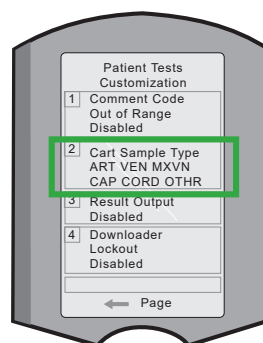 Patient Tests
Customization
1 Comment Code
Out of Range
Disabled
2 Cart Sample Type
ART VEN MXVN
CAP CORD OTHR
3 Result Output
Disabled
4 Downloader
Lockout
Disabled
Page